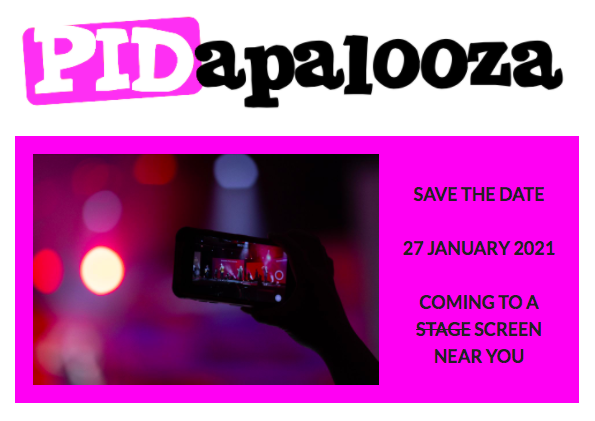 PIDapalooza
SAVE THE DATE
27 JANUARY 2021
COMING TO A
STAGE SCREEN
NEAR YOU